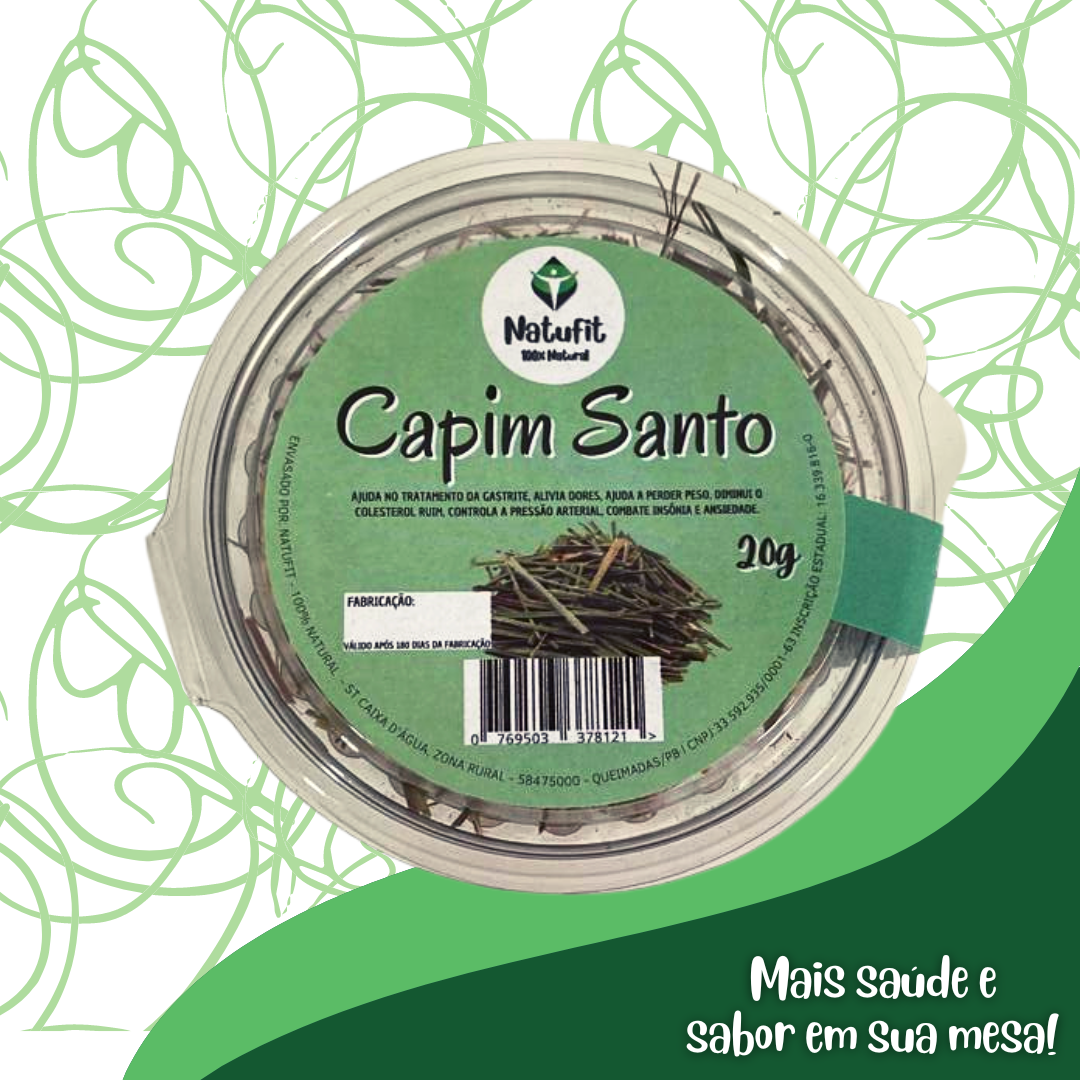 Natufit
100% Natural
Capim Santo
AJUDA NO TRATAMENTO DA GASTRITE, ALIVIA DORES, AJUDA A PERDER PESO, DIMINUI O
COLESTEROL RUIM, CONTROLA A PRESSÃO ARTERIAL, COMBATE INSÔNIA E ANSIEDADE.
20g
FABRICAÇÃO:
VÁLIDO APÓS 180 DIAS DA FABRICAÇÃO
0 769503 378121 >
ENVASADO POR: NATUFIT - 100% NATURAL - ST CAIXA D'ÁGUA, ZONA RURAL - 58475000 - QUEIMADAS/PB | CNPJ:33.592.935/0001-63 INSCRIÇÃO ESTADUAL: 16.339.816-0
Mais saúde e
sabor em sua mesa!